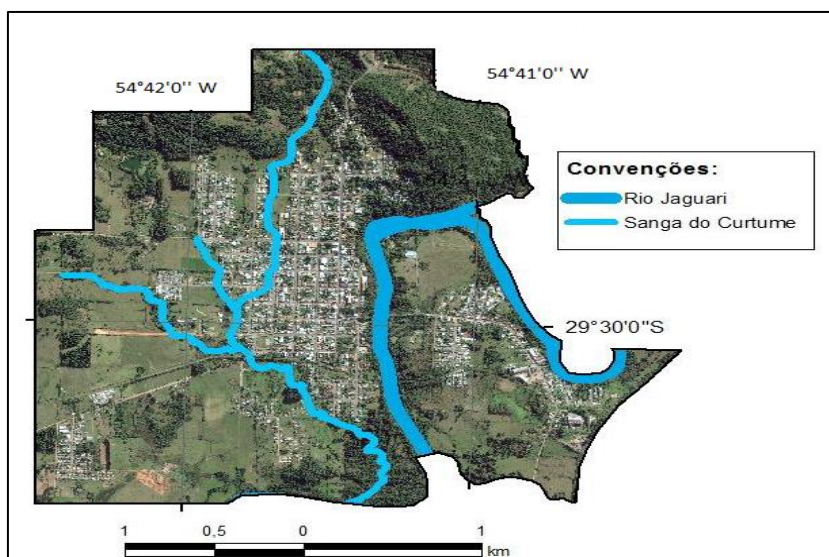 54°42'0'' W
54°41'0'' W
Convenções:
Rio Jaguari
Sanga do Curtume
29°30'0''S
1 0,5 0 1
km